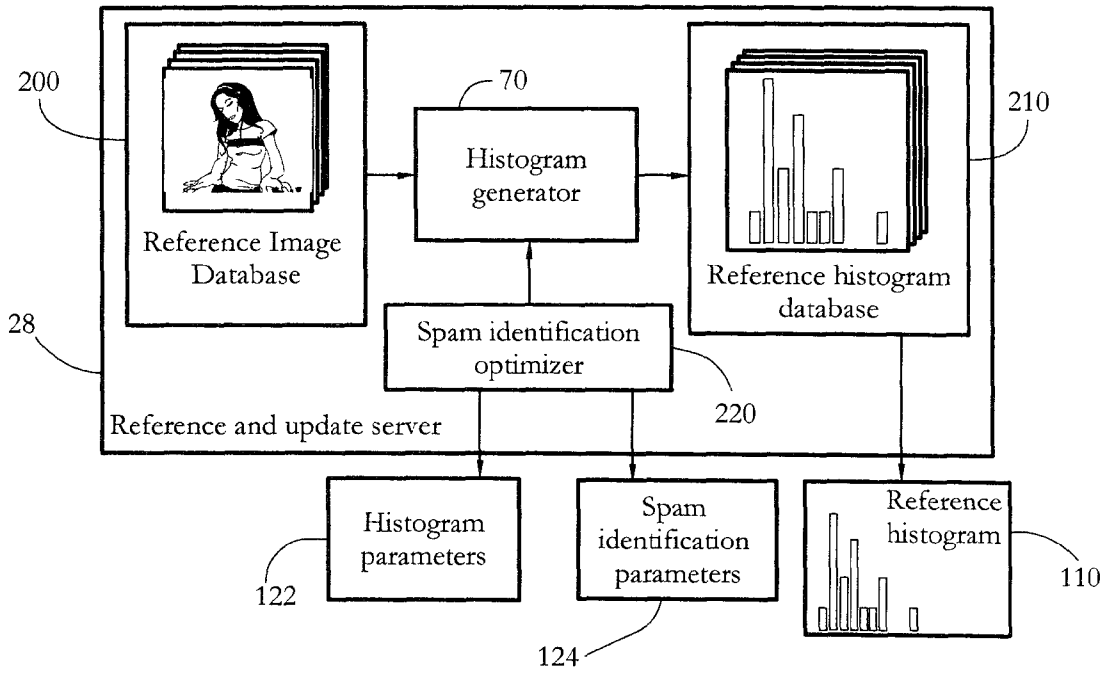 200
70
210
Histogram
generator
Reference Image
Database
Reference histogram
database
28
Spam identification
optimizer
220
Reference and update server
Histogram
parameters
Spam
identification
parameters
Reference
histogram
122
124
110